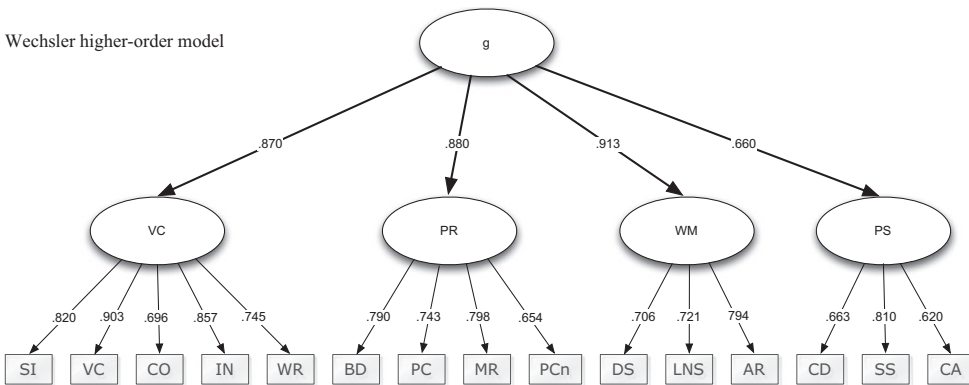 g
Wechsler higher-order model
.870 .880 .913 .660
VC PR WM PS
.820 .903 .696 .857 .745 .790 .743 .798 .654 .706 .721 794 .663 .810 .620
SI VC CO IN WR BD PC MR PCn DS LNS AR CD SS CA